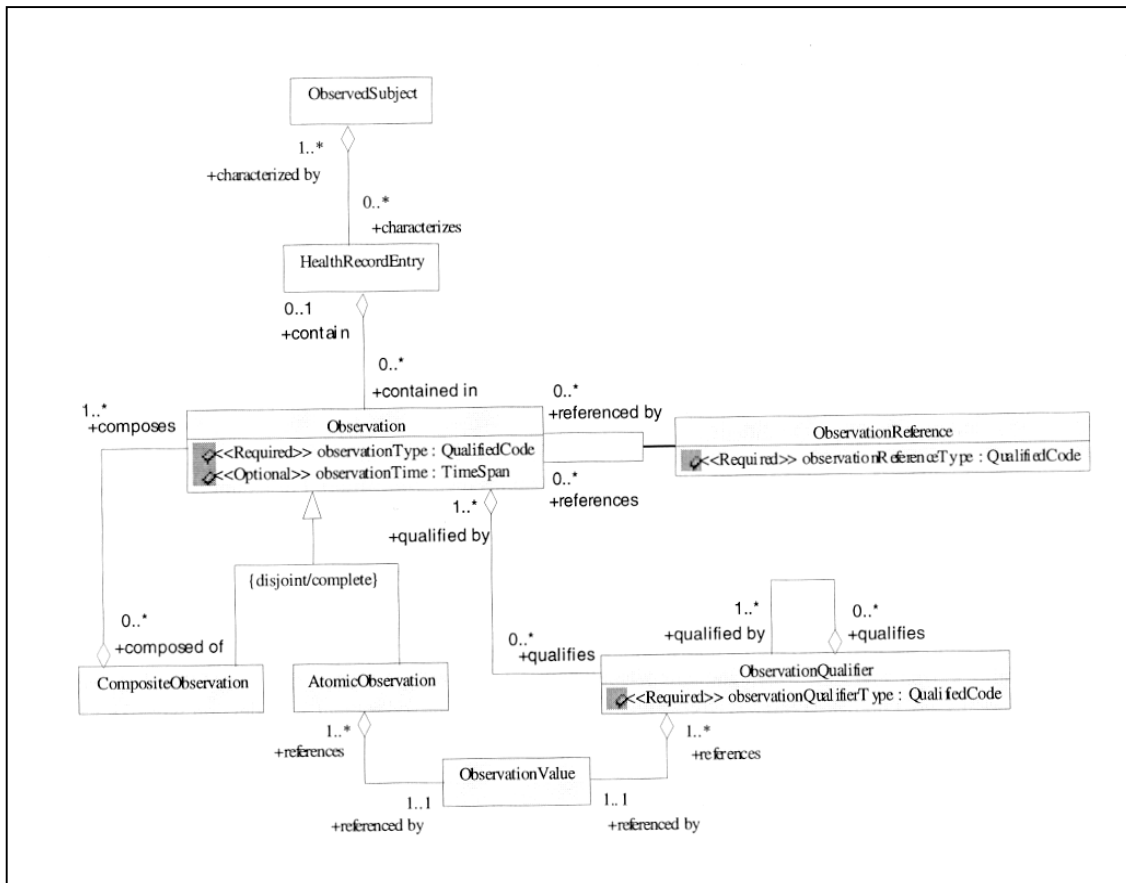 ObservedSubject
1..*
+characterized by
0..*
+characterizes
HealthRecordEntry
0..1
+contain
0..*
+contained in
1..*
+composes
Observation
<<Required>> observationType : QualifiedCode
<<Optional>> observationTime : TimeSpan
0..*
+referenced by
ObservationReference
<<Required>> observationReferenceType : QualifiedCode
0..*
+references
1..*
+qualified by
{disjoint/complete}
0..*
+composed of
CompositeObservation
AtomicObservation
0..*
+qualifies
1..*
+qualified by
0..*
+qualifies
ObservationQualifier
<<Required>> observationQualifierType : QualifiedCode
1..*
+references
ObservationValue
1..*
+references
1..1
+referenced by
1..1
+referenced by